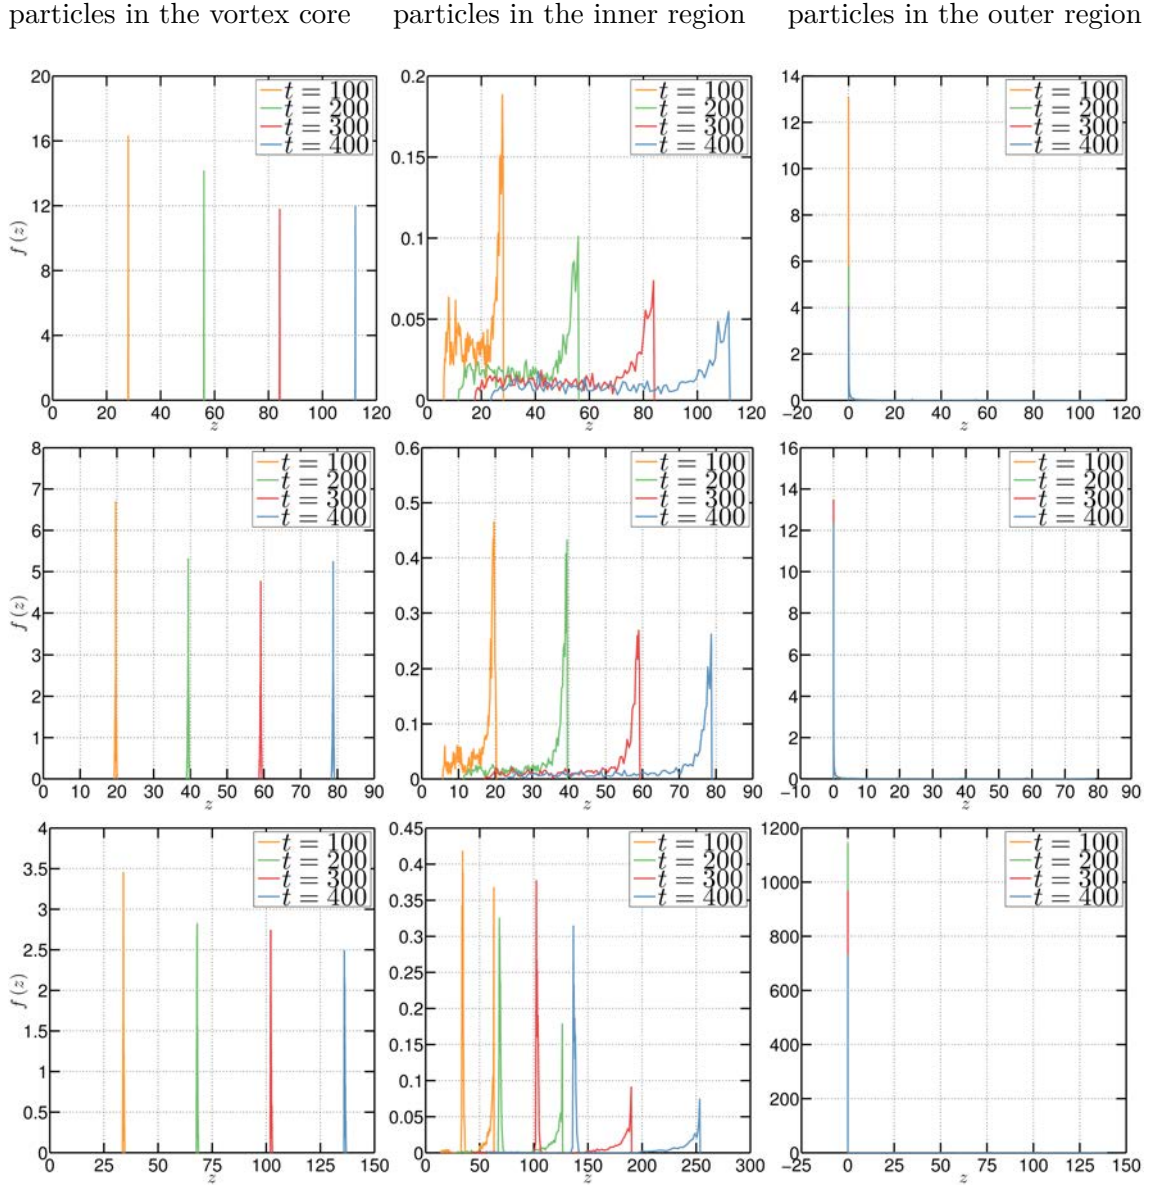 particles in the vortex core particles in the inner region particles in the outer region
20
16
12
8
4
0
0 20 40 60 80 100 120
z
f (z)
t = 100
t = 200
t = 300
t = 400
0.2
0.15
0.1
0.05
0
0 20 40 60 80 100 120
z
t = 100
t = 200
t = 300
t = 400
14
12
10
8
6
4
2
0
−20 0 20 40 60 80 100 120
z
t = 100
t = 200
t = 300
t = 400
8
7
6
5
4
3
2
1
0
0 10 20 30 40 50 60 70 80 90
z
f (z)
t = 100
t = 200
t = 300
t = 400
0.6
0.5
0.4
0.3
0.2
0.1
0
0 10 20 30 40 50 60 70 80 90
z
t = 100
t = 200
t = 300
t = 400
16
14
12
10
8
6
4
2
0
−10 0 10 20 30 40 50 60 70 80 90
z
t = 100
t = 200
t = 300
t = 400
4
3.5
3
2.5
2
1.5
1
0.5
0
0 25 50 75 100 125 150
z
f (z)
t = 100
t = 200
t = 300
t = 400
0.45
0.4
0.35
0.3
0.25
0.2
0.15
0.1
0.05
0
0 50 100 150 200 250 300
z
t = 100
t = 200
t = 300
t = 400
1200
1000
800
600
400
200
0
−25 0 25 50 75 100 125 150
z
t = 100
t = 200
t = 300
t = 400